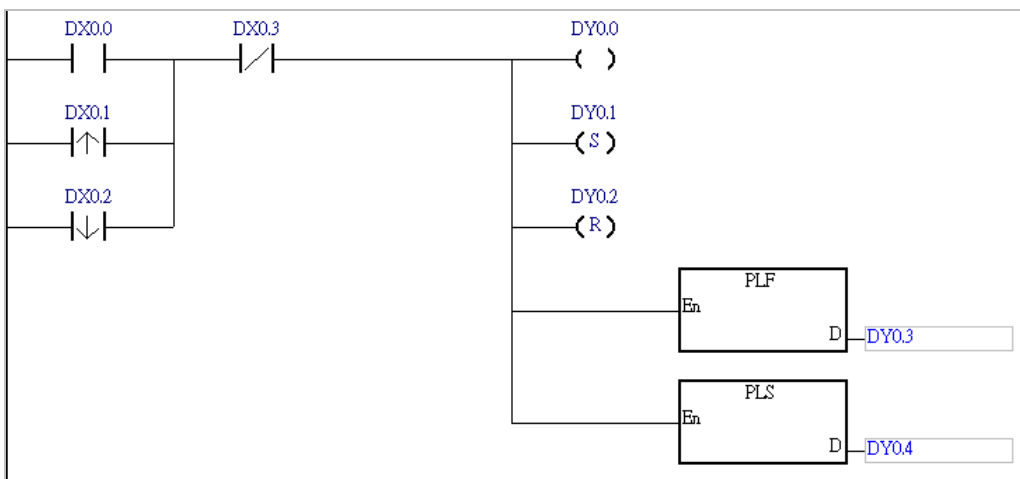 DX0.0 DX0.3 DY0.0
DX0.1 DY0.1
S
DX0.2 DY0.2
R
PLF
En
D DY0.3
PLS
En
D DY0.4